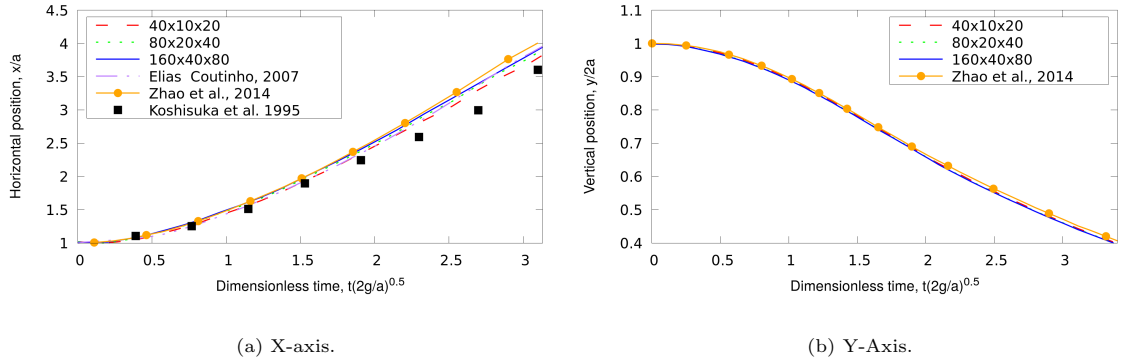 40x10x20
80x20x40
160x40x80
Elias Coutinho, 2007
Zhao et al., 2014
Koshisuka et al. 1995
Horizontal position, x/a
4.5
4
3.5
3
2.5
2
1.5
1
0
0.5
1
1.5
2
2.5
3
Dimensionless time, t(2g/a)^0.5
(a) X-axis.
40x10x20
80x20x40
160x40x80
Zhao et al., 2014
Vertical position, y/2a
1.1
1
0.9
0.8
0.7
0.6
0.5
0.4
0
0.5
1
1.5
2
2.5
3
Dimensionless time, t(2g/a)^0.5
(b) Y-Axis.